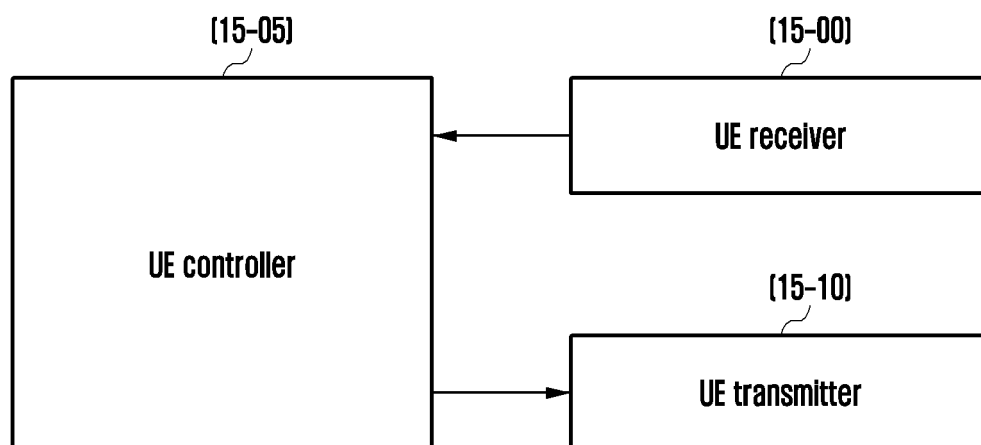 (15-05)
(15-00)
UE receiver
UE controller
(15-10)
UE transmitter